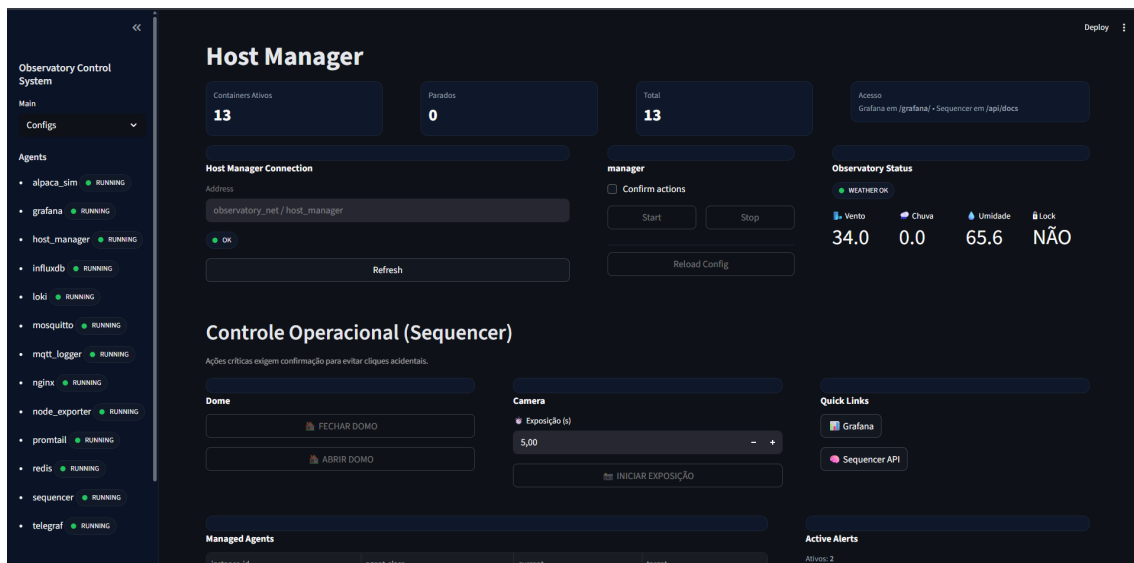 Deploy
Observatory Control
System
Main
Configs
Agents
alpaca_sim RUNNING
grafana RUNNING
host_manager RUNNING
influxdb RUNNING
loki RUNNING
mosquitto RUNNING
mqtt_logger RUNNING
nginx RUNNING
node_exporter RUNNING
promtail RUNNING
redis RUNNING
sequencer RUNNING
telegraf RUNNING
Host Manager
Containers Ativos
13
Parados
0
Total
13
Acesso
Grafana em /grafana/ • Sequencer em /api/docs
Host Manager Connection
Address
observatory_net / host_manager
OK
Refresh
manager
Confirm actions
Start Stop
Reload Config
Observatory Status
WEATHER OK
Vento Chuva Umidade Lock
34.0 0.0 65.6 NÃO
Controle Operacional (Sequencer)
Ações críticas exigem confirmação para evitar cliques acidentais.
Dome
FECHAR DOMO
ABRIR DOMO
Camera
Exposição (s)
5,00 - +
INICIAR EXPOSIÇÃO
Quick Links
Grafana
Sequencer API
Managed Agents
Active Alerts
Ativos: 2